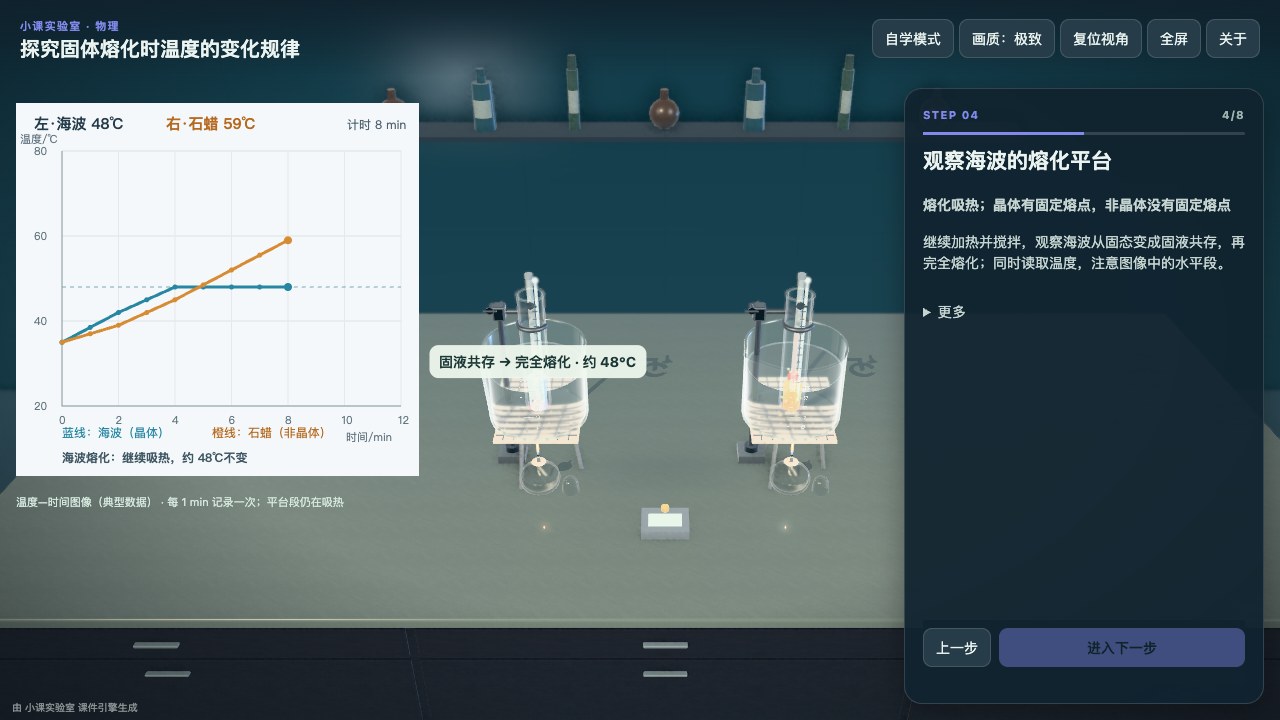 小课实验室 · 物理
探究固体熔化时温度的变化规律
自学模式
画质：极致
复位视角
全屏
关于
左·海波 48℃
右·石蜡 59℃
计时 8 min
温度/℃
80
60
40
20
0
2
4
6
8
10
12
蓝线：海波（晶体）
橙线：石蜡（非晶体）
时间/min
海波熔化：继续吸热，约 48℃不变
温度—时间图像（典型数据） · 每 1 min 记录一次；平台段仍在吸热
固液共存 → 完全熔化 · 约 48°C
STEP 04
4/8
观察海波的熔化平台
熔化吸热；晶体有固定熔点，非晶体没有固定熔点
继续加热并搅拌，观察海波从固态变成固液共存，再
完全熔化；同时读取温度，注意图像中的水平段。
▶ 更多
上一步
进入下一步
由 小课实验室 课件引擎生成